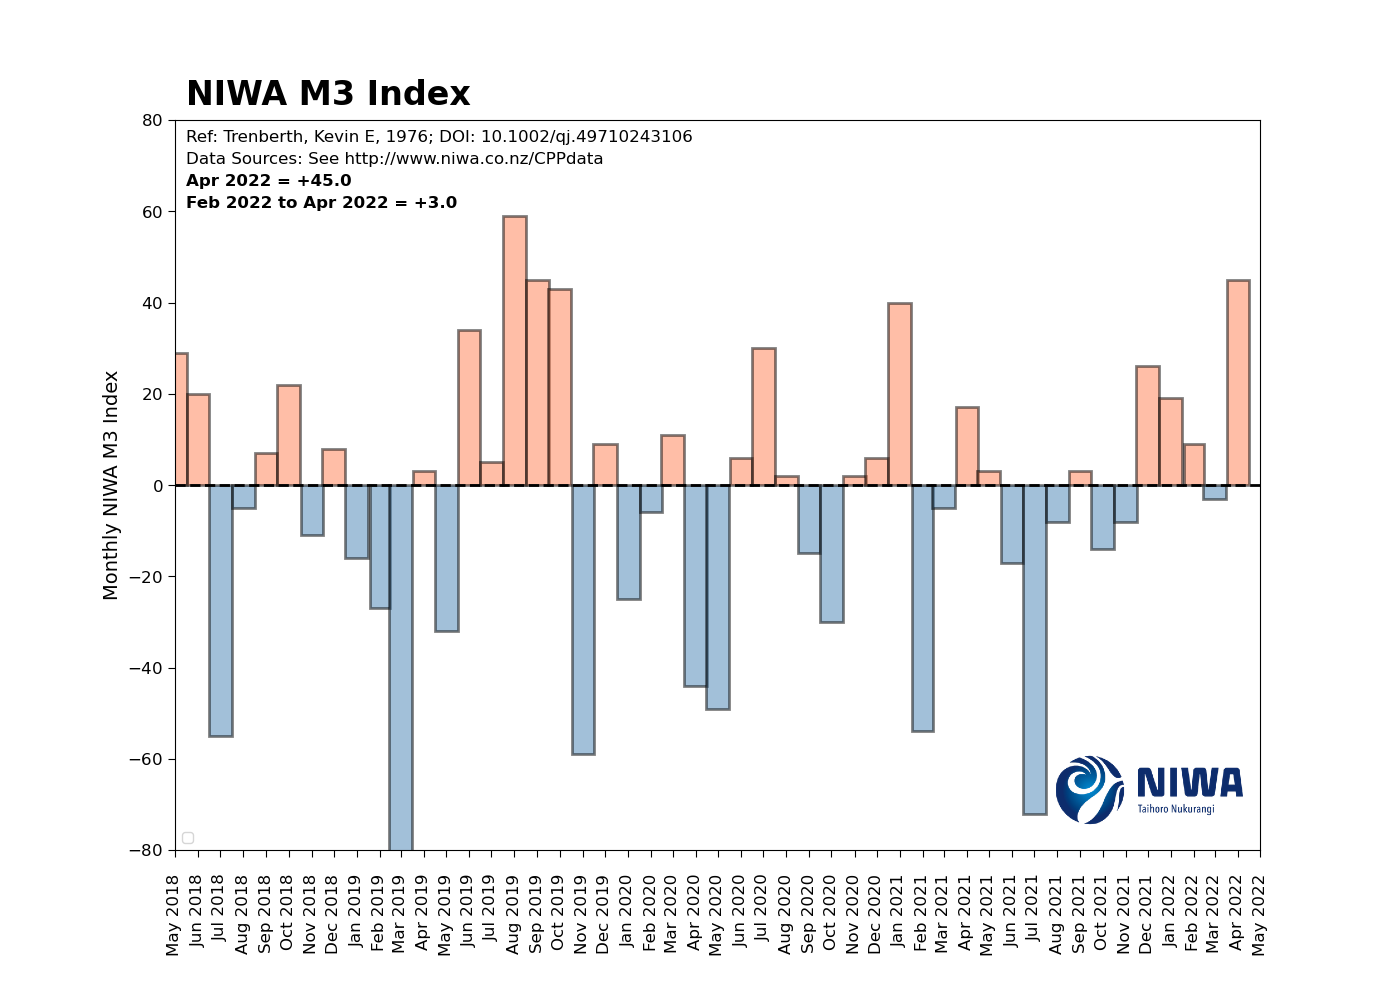 NIWA M3 Index
Ref: Trenberth, Kevin E, 1976; DOI: 10.1002/qj.49710243106
Data Sources: See http://www.niwa.co.nz/CPPdata
Apr 2022 = +45.0
Feb 2022 to Apr 2022 = +3.0
Monthly NIWA M3 Index
80
60
40
20
0
−20
−40
−60
−80
NIWA
Taihoro Nukurangi
May 2018
Jun 2018
Jul 2018
Aug 2018
Sep 2018
Oct 2018
Nov 2018
Dec 2018
Jan 2019
Feb 2019
Mar 2019
Apr 2019
May 2019
Jun 2019
Jul 2019
Aug 2019
Sep 2019
Oct 2019
Nov 2019
Dec 2019
Jan 2020
Feb 2020
Mar 2020
Apr 2020
May 2020
Jun 2020
Jul 2020
Aug 2020
Sep 2020
Oct 2020
Nov 2020
Dec 2020
Jan 2021
Feb 2021
Mar 2021
Apr 2021
May 2021
Jun 2021
Jul 2021
Aug 2021
Sep 2021
Oct 2021
Nov 2021
Dec 2021
Jan 2022
Feb 2022
Mar 2022
Apr 2022
May 2022